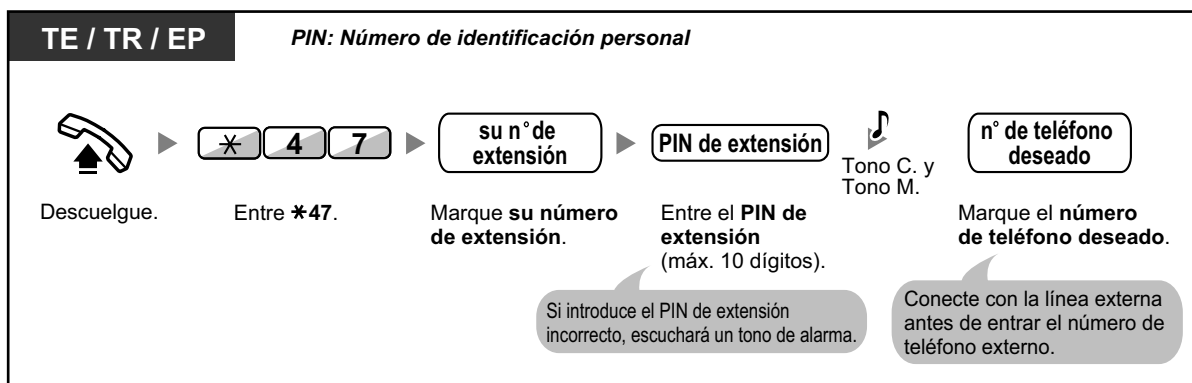 TE / TR / EP
PIN: Número de identificación personal
* 4 7
su n° de
extensión
PIN de extensión
Tono C. y
Tono M.
n° de teléfono
deseado
Descuelgue.
Entre *47.
Marque su número
de extensión.
Entre el PIN de
extensión
(máx. 10 dígitos).
Marque el número
de teléfono deseado.
Si introduce el PIN de extensión
incorrecto, escuchará un tono de alarma.
Conecte con la línea externa
antes de entrar el número de
teléfono externo.